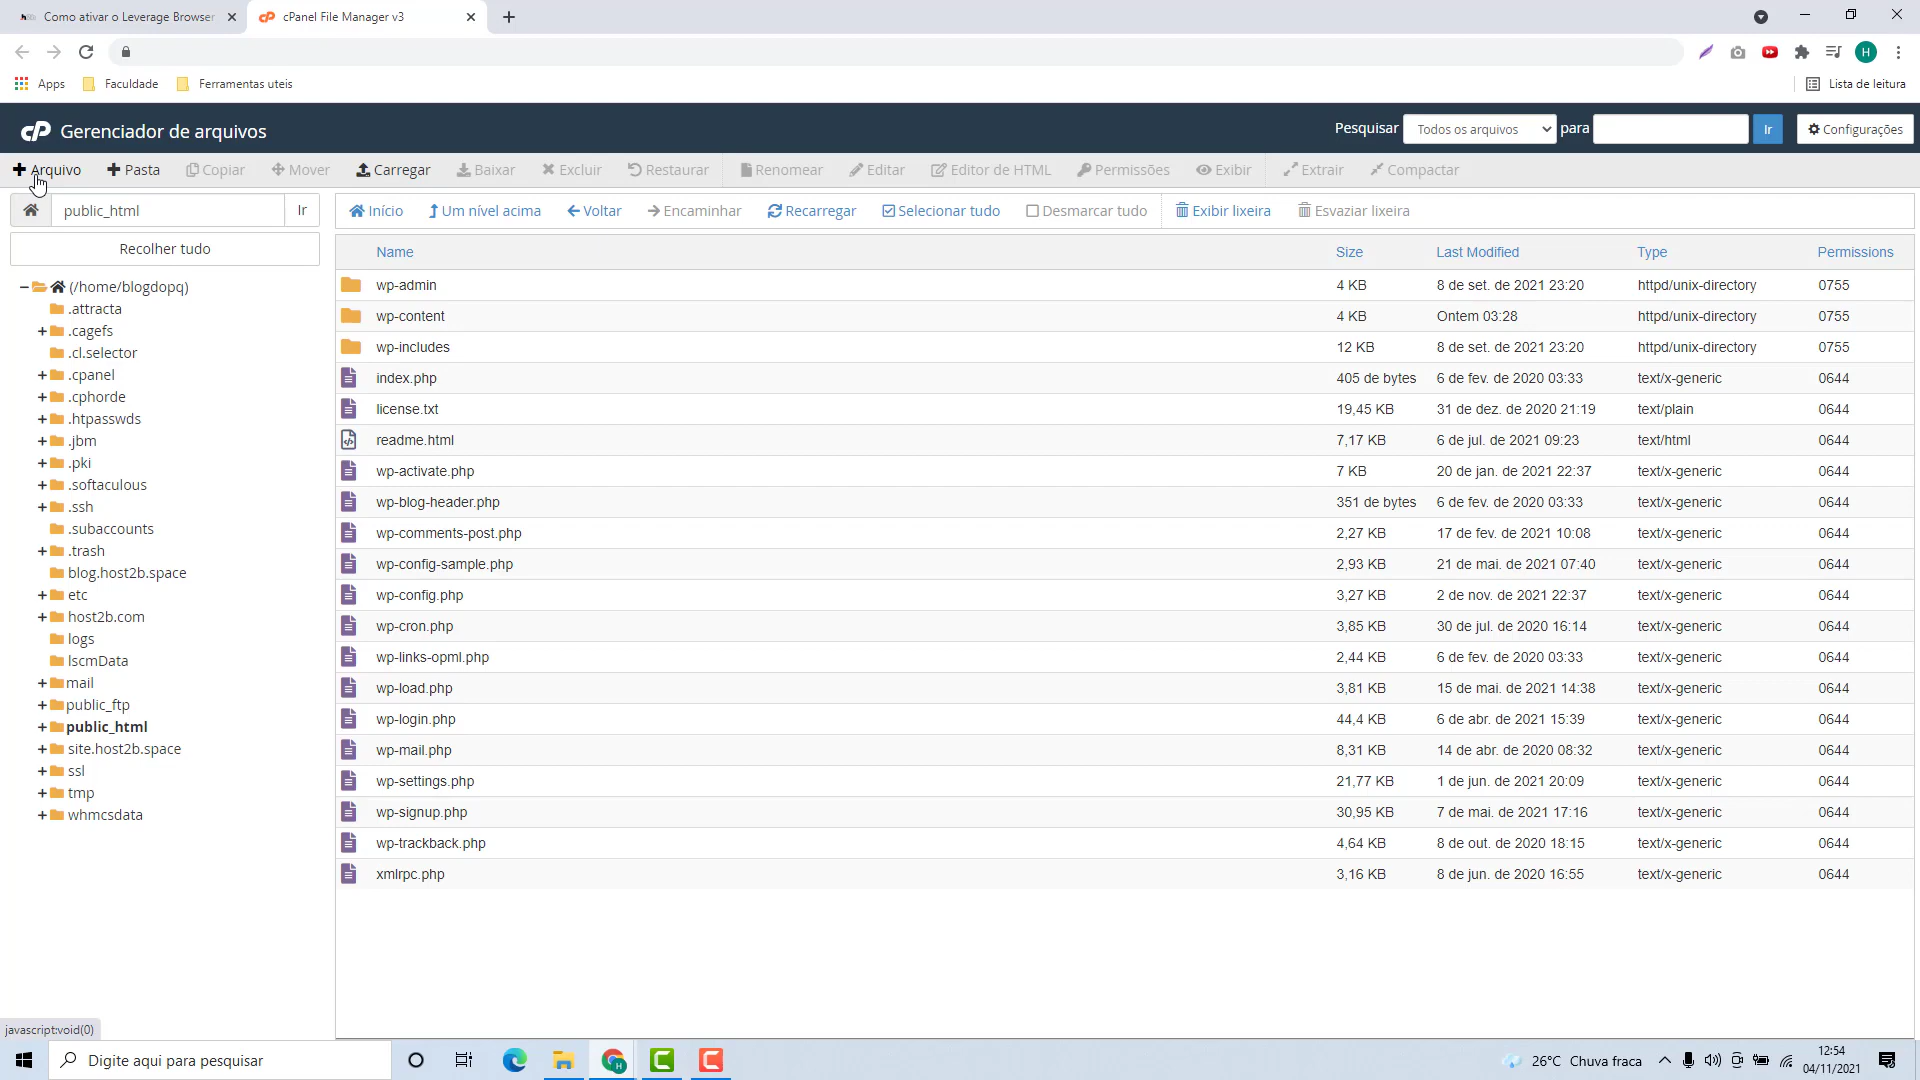 Como ativar o Leverage Browser
cPanel File Manager v3
H
Apps
Faculdade
Ferramentas uteis
Lista de leitura
cP Gerenciador de arquivos
Pesquisar Todos os arquivos para Ir Configurações
Arquivo Pasta Copiar Mover Carregar Baixar Excluir Restaurar Renomear Editar Editor de HTML Permissões Exibir Extrair Compactar
public_html Ir
Início Um nível acima Voltar Encaminhar Recarregar Selecionar tudo Desmarcar tudo Exibir lixeira Esvaziar lixeira
Recolher tudo
(/home/blogdopq)
.attracta
.cagefs
.cl.selector
.cpanel
.cphorde
.htpasswds
.jbm
.pki
.softaculous
.ssh
.subaccounts
.trash
blog.host2b.space
etc
host2b.com
logs
lscmData
mail
public_ftp
public_html
site.host2b.space
ssl
tmp
whmcsdata
Name Size Last Modified Type Permissions
wp-admin 4 KB 8 de set. de 2021 23:20 httpd/unix-directory 0755
wp-content 4 KB Ontem 03:28 httpd/unix-directory 0755
wp-includes 12 KB 8 de set. de 2021 23:20 httpd/unix-directory 0755
index.php 405 de bytes 6 de fev. de 2020 03:33 text/x-generic 0644
license.txt 19,45 KB 31 de dez. de 2020 21:19 text/plain 0644
readme.html 7,17 KB 6 de jul. de 2021 09:23 text/html 0644
wp-activate.php 7 KB 20 de jan. de 2021 22:37 text/x-generic 0644
wp-blog-header.php 351 de bytes 6 de fev. de 2020 03:33 text/x-generic 0644
wp-comments-post.php 2,27 KB 17 de fev. de 2021 10:08 text/x-generic 0644
wp-config-sample.php 2,93 KB 21 de mai. de 2021 07:40 text/x-generic 0644
wp-config.php 3,27 KB 2 de nov. de 2021 22:37 text/x-generic 0644
wp-cron.php 3,85 KB 30 de jul. de 2020 16:14 text/x-generic 0644
wp-links-opml.php 2,44 KB 6 de fev. de 2020 03:33 text/x-generic 0644
wp-load.php 3,81 KB 15 de mai. de 2021 14:38 text/x-generic 0644
wp-login.php 44,4 KB 6 de abr. de 2021 15:39 text/x-generic 0644
wp-mail.php 8,31 KB 14 de abr. de 2020 08:32 text/x-generic 0644
wp-settings.php 21,77 KB 1 de jun. de 2021 20:09 text/x-generic 0644
wp-signup.php 30,95 KB 7 de mai. de 2021 17:16 text/x-generic 0644
wp-trackback.php 4,64 KB 8 de out. de 2020 18:15 text/x-generic 0644
xmlrpc.php 3,16 KB 8 de jun. de 2020 16:55 text/x-generic 0644
javascript:void(0)
Digite aqui para pesquisar
26°C Chuva fraca
12:54
04/11/2021